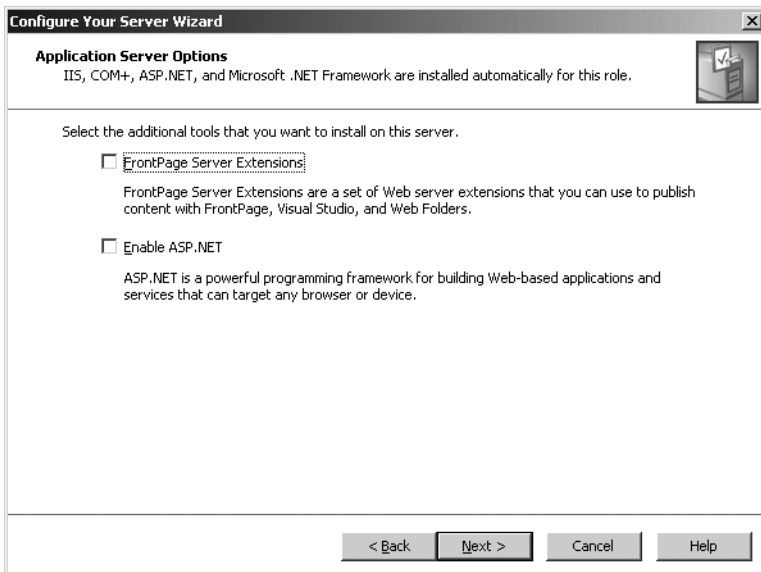 Configure Your Server Wizard
Application Server Options
IIS, COM+, ASP.NET, and Microsoft .NET Framework are installed automatically for this role.
Select the additional tools that you want to install on this server.
FrontPage Server Extensions
FrontPage Server Extensions are a set of Web server extensions that you can use to publish
content with FrontPage, Visual Studio, and Web Folders.
Enable ASP.NET
ASP.NET is a powerful programming framework for building Web-based applications and
services that can target any browser or device.
< Back Next > Cancel Help